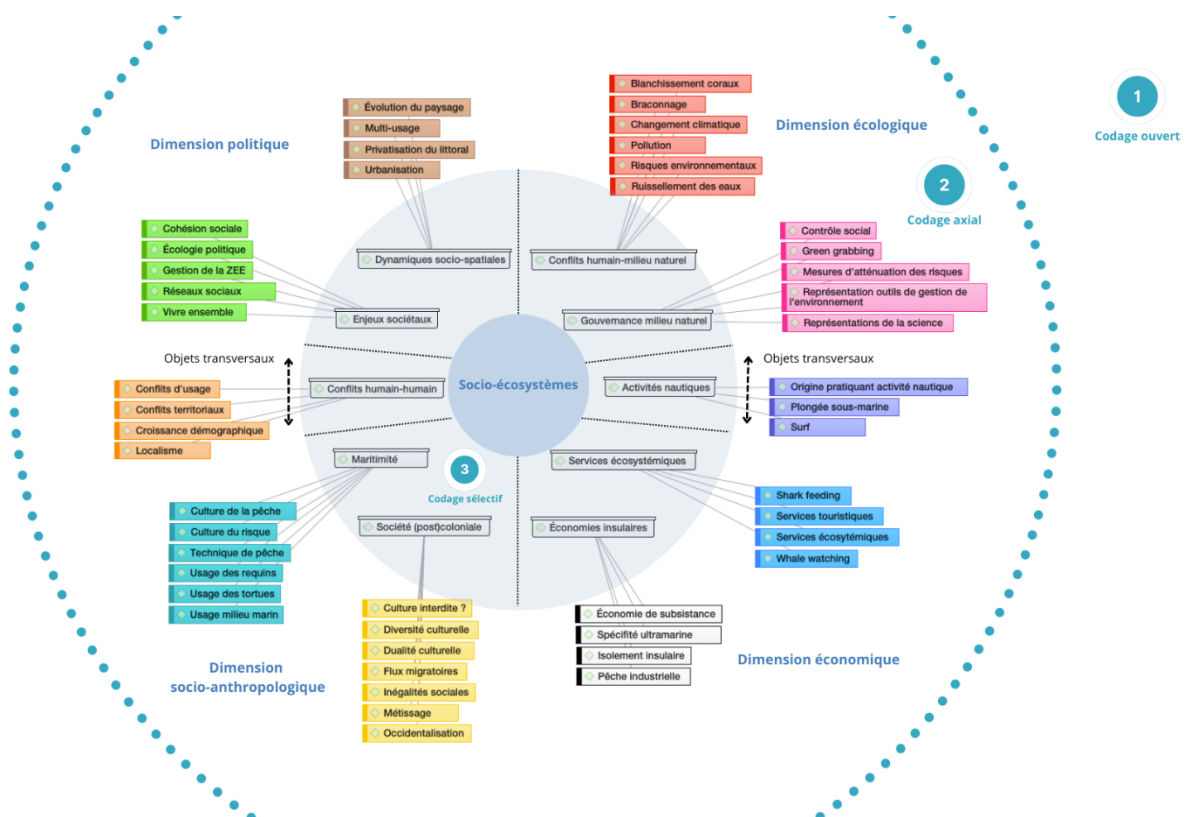 1
Codage ouvert
2
Codage axial
Dimension politique
Évolution du paysage
Multi-usage
Privatisation du littoral
Urbanisation
Dynamiques socio-spatiales
Cohésion sociale
Écologie politique
Gestion de la ZEE
Réseaux sociaux
Vivre ensemble
Enjeux sociétaux
Dimension écologique
Blanchissement coraux
Braconnage
Changement climatique
Pollution
Risques environnementaux
Ruissellement des eaux
Conflits humain-milieu naturel
Contrôle social
Green grabbing
Mesures d'atténuation des risques
Représentation outils de gestion de
l'environnement
Représentations de la science
Gouvernance milieu naturel
Objets transversaux
Conflits d'usage
Conflits territoriaux
Croissance démographique
Localisme
Conflits humain-humain
Socio-écosystèmes
Objets transversaux
Activités nautiques
Origine pratiquant activité nautique
Plongée sous-marine
Surf
Maritimité
3
Codage sélectif
Culture de la pêche
Culture du risque
Technique de pêche
Usage des requins
Usage des tortues
Usage milieu marin
Société (post)coloniale
Culture interdite ?
Diversité culturelle
Dualité culturelle
Flux migratoires
Inégalités sociales
Métissage
Occidentalisation
Dimension
socio-anthropologique
Services écosystémiques
Shark feeding
Services touristiques
Services écosytémiques
Whale watching
Économies insulaires
Économie de subsistance
Spécifité ultramarine
Isolement insulaire
Pêche industrielle
Dimension économique